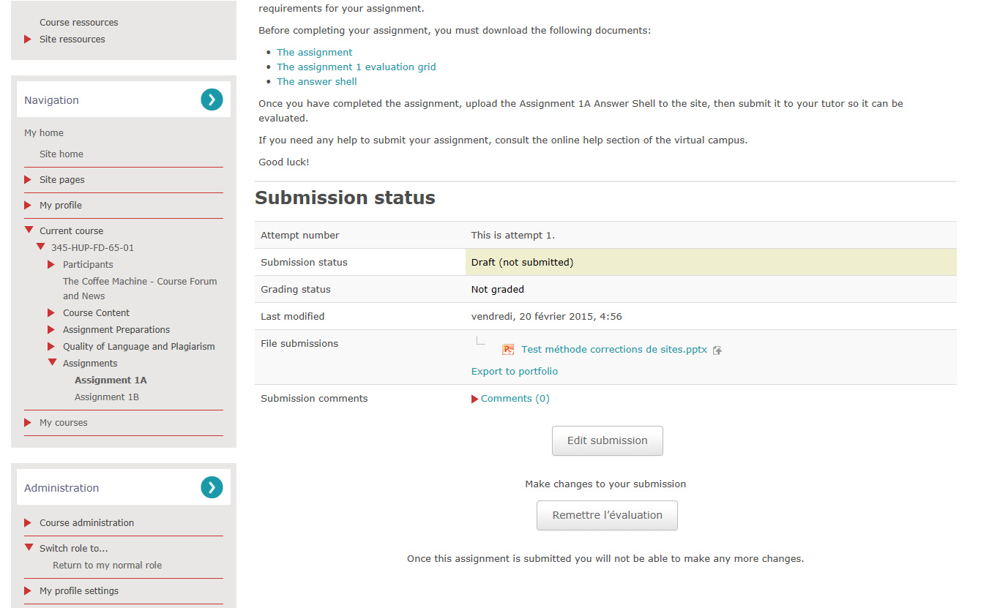 Course ressources
Site ressources
Navigation
My home
Site home
Site pages
My profile
Current course
345-HUP-FD-65-01
Participants
The Coffee Machine - Course Forum
and News
Course Content
Assignment Preparations
Quality of Language and Plagiarism
Assignments
Assignment 1A
Assignment 1B
My courses
Administration
Course administration
Switch role to...
Return to my normal role
My profile settings
requirements for your assignment.
Before completing your assignment, you must download the following documents:
The assignment
The assignment 1 evaluation grid
The answer shell
Once you have completed the assignment, upload the Assignment 1A Answer Shell to the site, then submit it to your tutor so it can be
evaluated.
If you need any help to submit your assignment, consult the online help section of the virtual campus.
Good luck!
Submission status
Attempt number This is attempt 1.
Submission status Draft (not submitted)
Grading status Not graded
Last modified vendredi, 20 février 2015, 4:56
File submissions Test méthode corrections de sites.pptx
Export to portfolio
Submission comments Comments (0)
Edit submission
Make changes to your submission
Remettre l'évaluation
Once this assignment is submitted you will not be able to make any more changes.